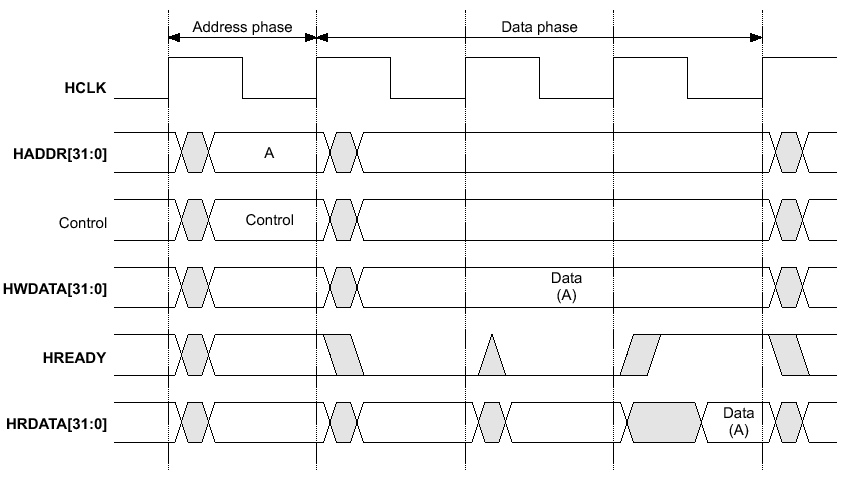 Address phase
Data phase
HCLK
HADDR[31:0]
A
Control
Control
HWDATA[31:0]
Data
(A)
HREADY
HRDATA[31:0]
Data
(A)